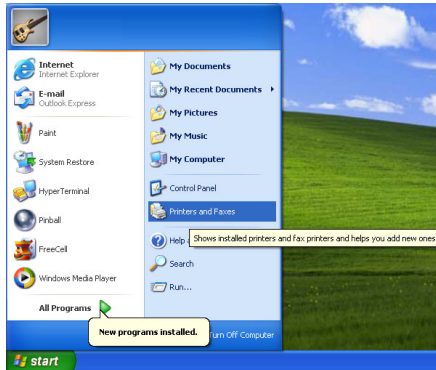 Internet
Internet Explorer
E-mail
Outlook Express
Paint
System Restore
HyperTerminal
Pinball
FreeCell
Windows Media Player
All Programs
My Documents
My Recent Documents
My Pictures
My Music
My Computer
Control Panel
Printers and Faxes
Shows installed printers and fax printers and helps you add new ones
Help
Search
Run...
New programs installed.
Turn Off Computer
start